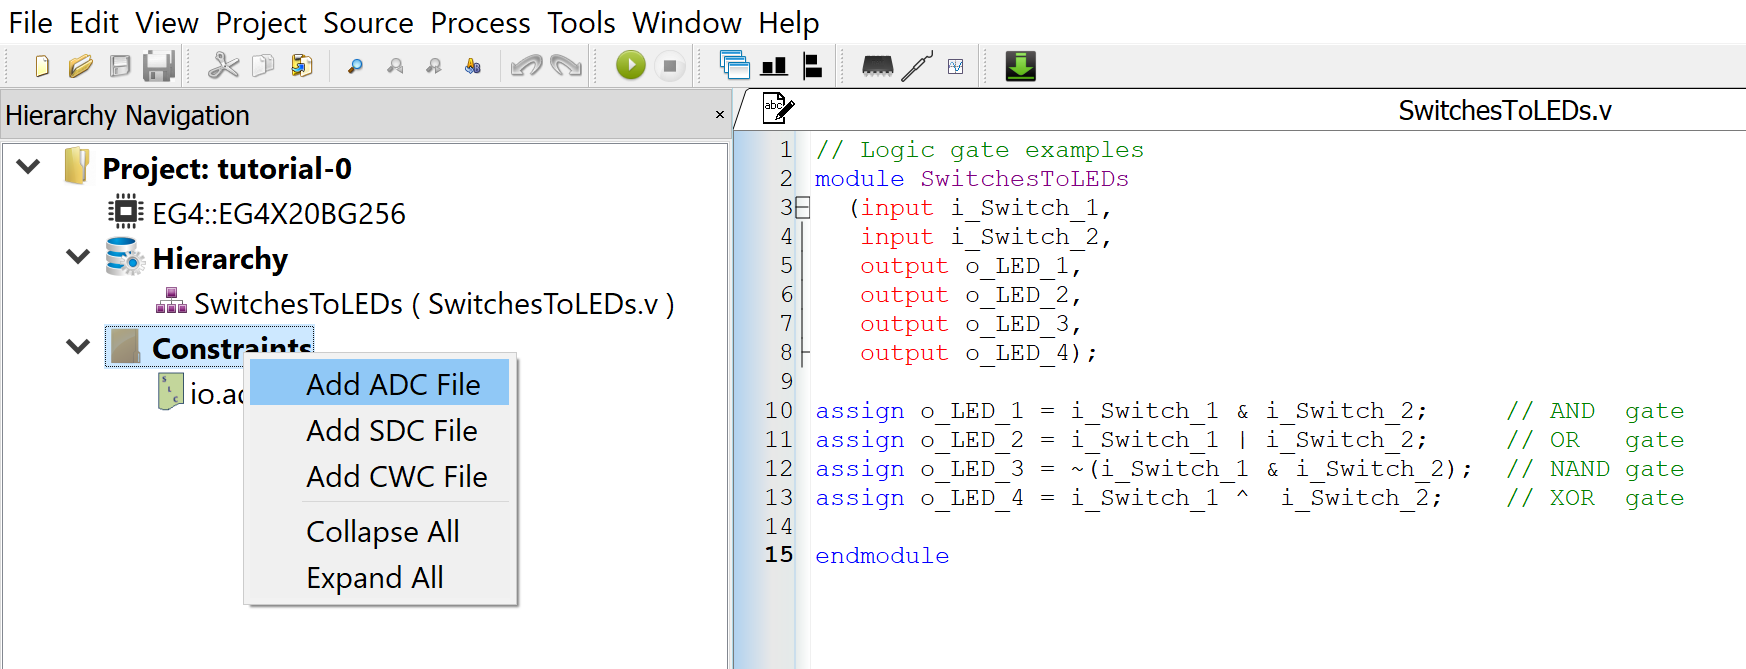 File Edit View Project Source Process Tools Window Help
Hierarchy Navigation
Project: tutorial-0
EG4::EG4X20BG256
Hierarchy
SwitchesToLEDs ( SwitchesToLEDs.v )
Constraints
io.ad
Add ADC File
Add SDC File
Add CWC File
Collapse All
Expand All
abc
SwitchesToLEDs.v
1 // Logic gate examples
2 module SwitchesToLEDs
3 (input i_Switch_1,
4 input i_Switch_2,
5 output o_LED_1,
6 output o_LED_2,
7 output o_LED_3,
8 output o_LED_4);
9
10 assign o_LED_1 = i_Switch_1 & i_Switch_2; // AND gate
11 assign o_LED_2 = i_Switch_1 | i_Switch_2; // OR gate
12 assign o_LED_3 = ~(i_Switch_1 & i_Switch_2); // NAND gate
13 assign o_LED_4 = i_Switch_1 ^ i_Switch_2; // XOR gate
14
15 endmodule